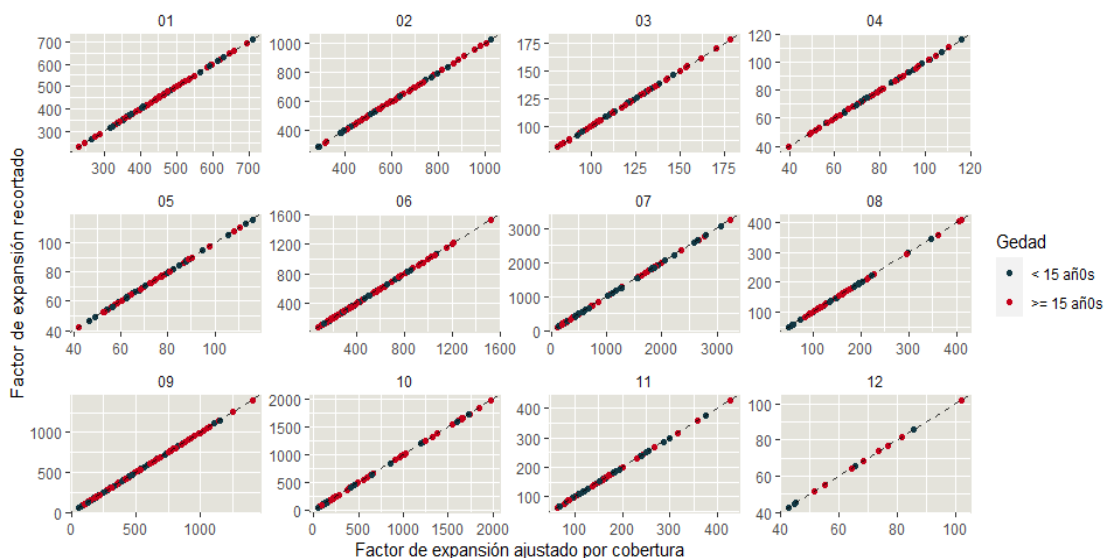 01 02 03 04
700 600 500 400 300
300 400 500 600 700
1000 800 600 400
400 600 800 1000
175 150 125 100
100 125 150 175
120 100 80 60 40
40 60 80 100 120
05 06 07 08
100 80 60 40
40 60 80 100
1600 1200 800 400
400 800 1200 1600
3000 2000 1000 0
0 1000 2000 3000
400 300 200 100
100 200 300 400
09 10 11 12
1000 500 0
0 500 1000
2000 1500 1000 500 0
0 500 1000 1500 2000
400 300 200 100
100 200 300 400
100 80 60 40
40 60 80 100
Factor de expansión recortado
Factor de expansión ajustado por cobertura
Gedad
< 15 añ0s
>= 15 añ0s